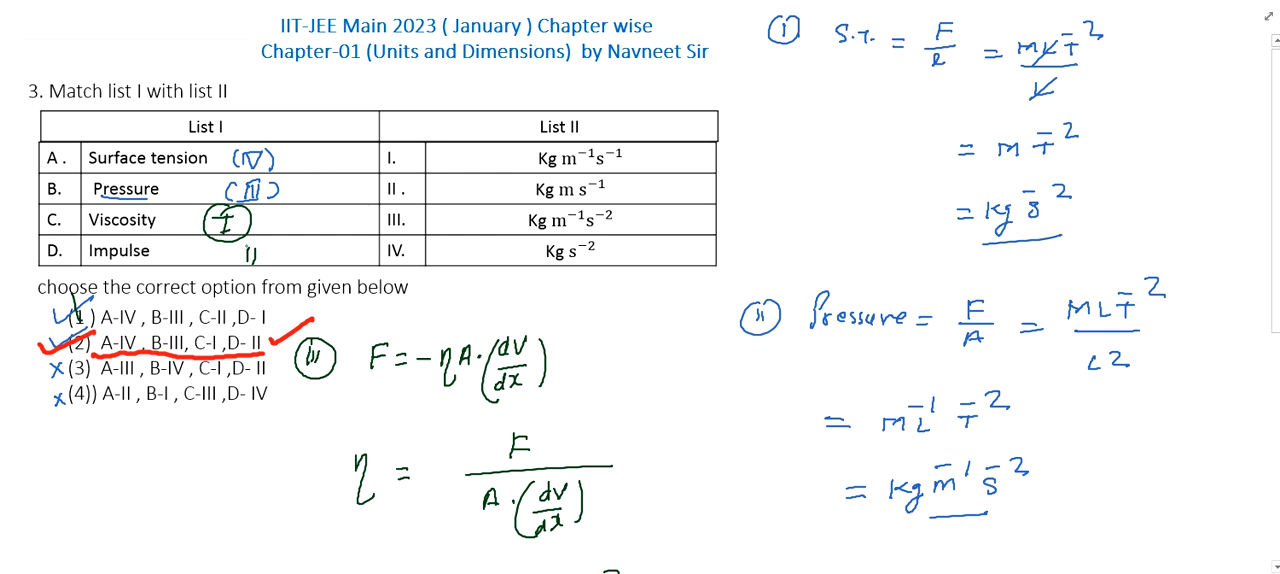 IIT-JEE Main 2023 ( January ) Chapter wise
Chapter-01 (Units and Dimensions) by Navneet Sir
3. Match list I with list II
List I List II
A . Surface tension (IV) I. Kg m⁻¹s⁻¹
B. Pressure (III) II . Kg m s⁻¹
C. Viscosity I III. Kg m⁻¹s⁻²
D. Impulse II IV. Kg s⁻²
choose the correct option from given below
(1) A-IV , B-III , C-II ,D- I
(2) A-IV , B-III, C-I ,D- II
x (3) A-III , B-IV , C-I ,D- II
x (4)) A-II , B-I , C-III ,D- IV
(i) S.T. = F/l = MLT⁻²/L
= M T⁻²
= Kg S⁻²
(ii) Pressure = F/A = MLT⁻²/L2
= ML⁻¹ T⁻²
= Kg m⁻¹ S⁻²
(iii) F = -ηA.(dv/dx)
η = F/A.(dv/dx)